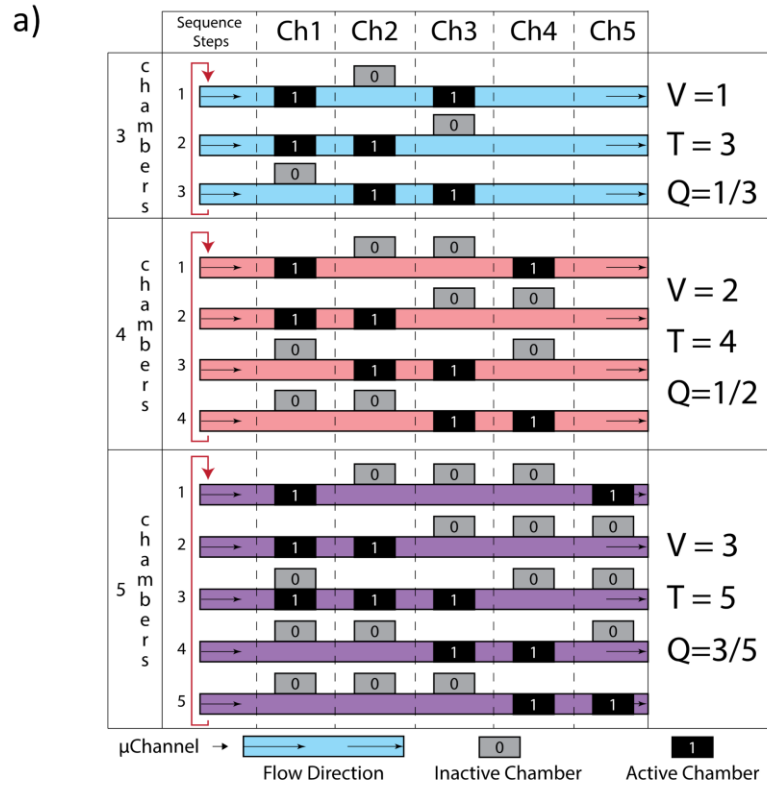 a)
Sequence Steps Ch1 Ch2 Ch3 Ch4 Ch5
3 chambers
0
1 1 1
0
2 1 1
0
3 1 1
V =1
T = 3
Q=1/3
4 chambers
0 0
1 1 1
0 0
2 1 1
0 0
3 1 1
0 0
4 1 1
V = 2
T = 4
Q=1/2
5 chambers
0 0 0
1 1 1
0 0 0
2 1 1
0 0 0
3 1 1 1
0 0 0
4 1 1
0 0 0
5 1 1
V = 3
T = 5
Q=3/5
μChannel 0 1
Flow Direction Inactive Chamber Active Chamber